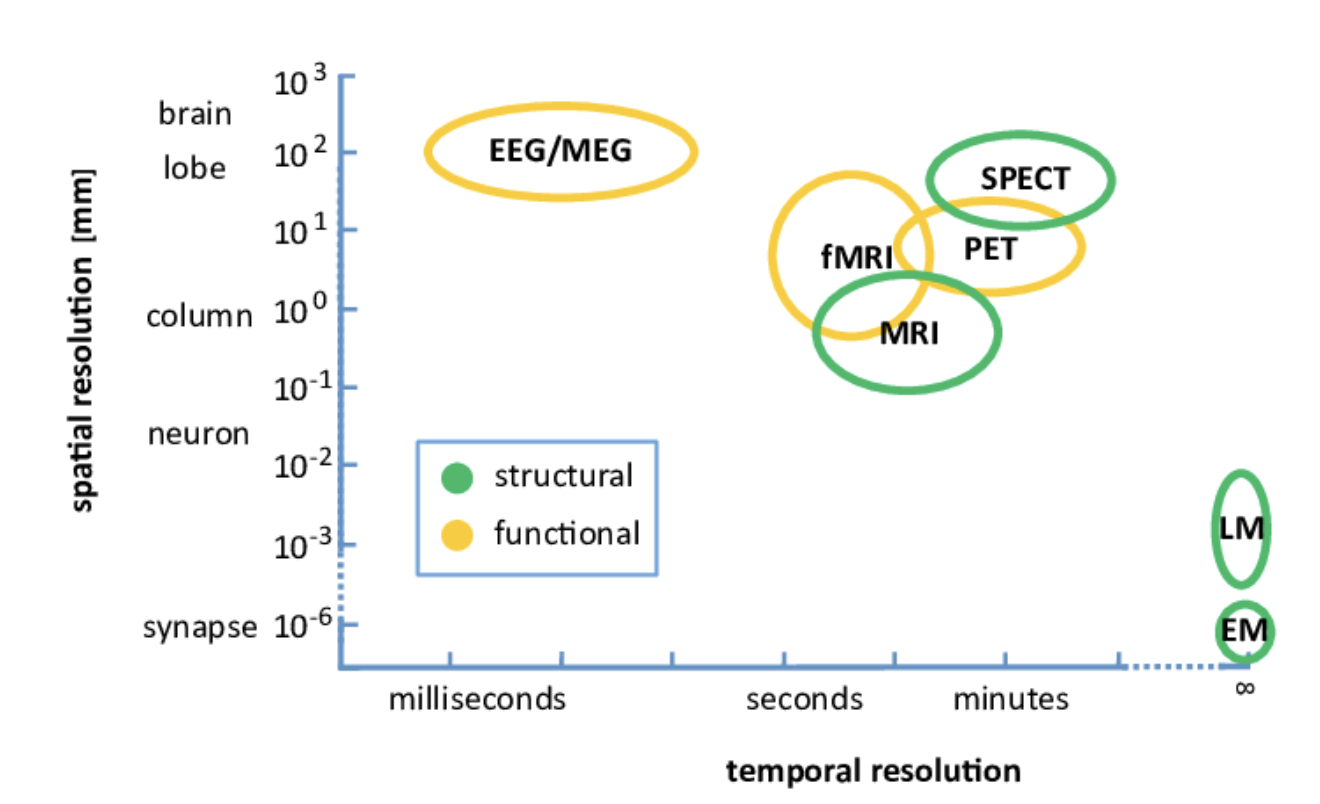 10³
brain
EEG/MEG
10²
lobe
SPECT
10¹
PET
fMRI
spatial resolution [mm]
column
10⁰
MRI
10⁻¹
neuron
10⁻²
structural
functional
LM
10⁻³
synapse
10⁻⁶
EM
milliseconds
seconds
minutes
∞
temporal resolution